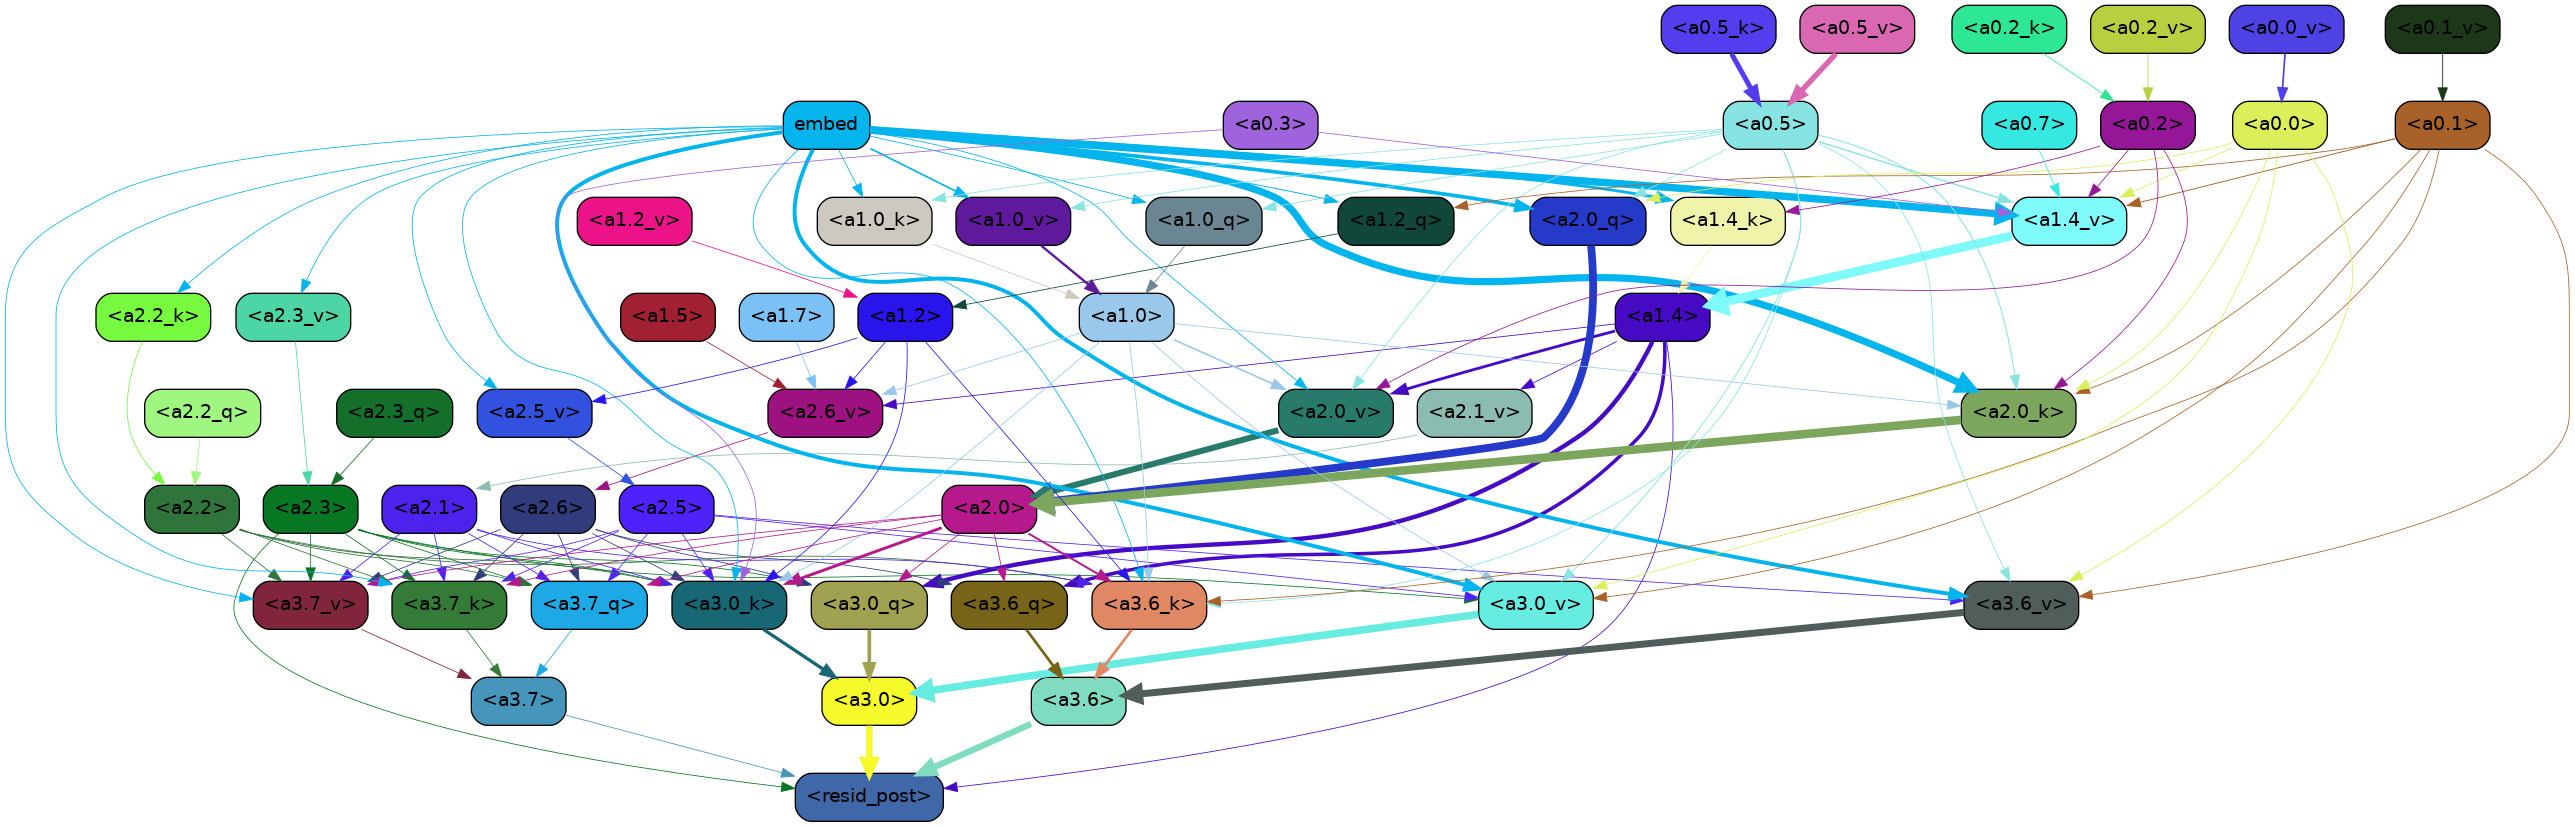 <a0.5_k>
<a0.5_v>
<a0.2_k>
<a0.2_v>
<a0.0_v>
<a0.1_v>
embed
<a0.3>
<a0.5>
<a0.7>
<a0.2>
<a0.0>
<a0.1>
<a1.2_v>
<a1.0_k>
<a1.0_v>
<a1.0_q>
<a1.2_q>
<a2.0_q>
<a1.4_k>
<a1.4_v>
<a2.2_k>
<a2.3_v>
<a1.5>
<a1.7>
<a1.2>
<a1.0>
<a1.4>
<a2.2_q>
<a2.3_q>
<a2.5_v>
<a2.6_v>
<a2.0_v>
<a2.1_v>
<a2.0_k>
<a2.2>
<a2.3>
<a2.1>
<a2.6>
<a2.5>
<a2.0>
<a3.7_v>
<a3.7_k>
<a3.7_q>
<a3.0_k>
<a3.0_q>
<a3.6_q>
<a3.6_k>
<a3.0_v>
<a3.6_v>
<a3.7>
<a3.0>
<a3.6>
<resid_post>